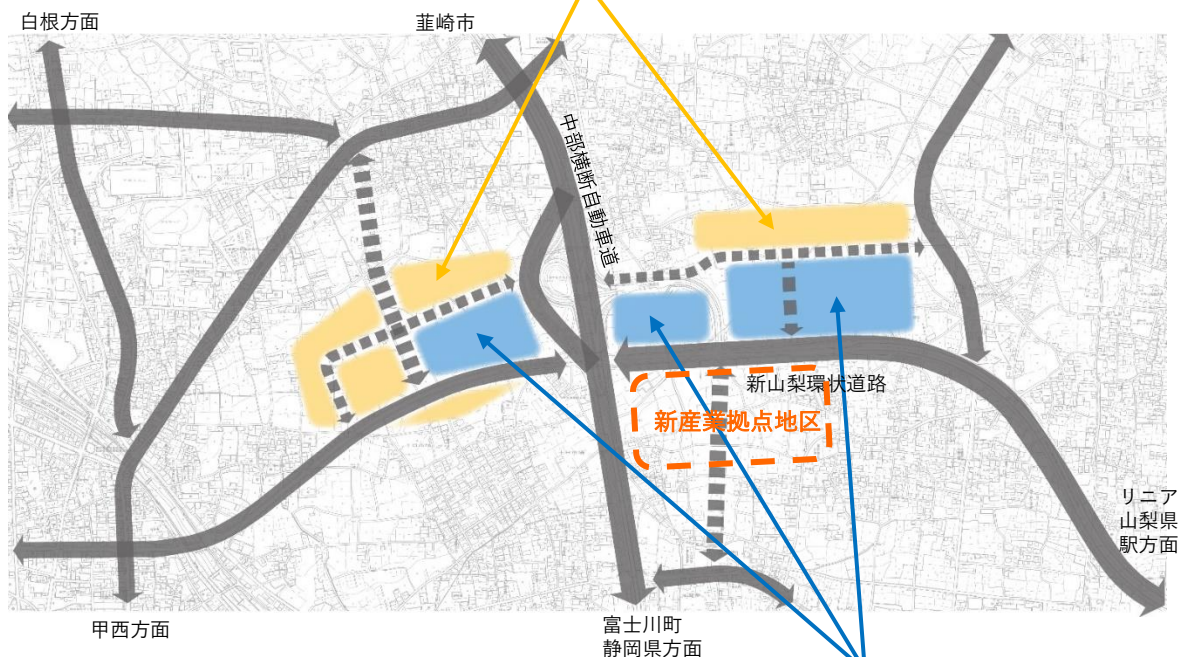 白根方面
韮崎市
中部横断自動車道
新山梨環状道路
新産業拠点地区
リニア
山梨県
駅方面
甲西方面
富士川町
静岡県方面